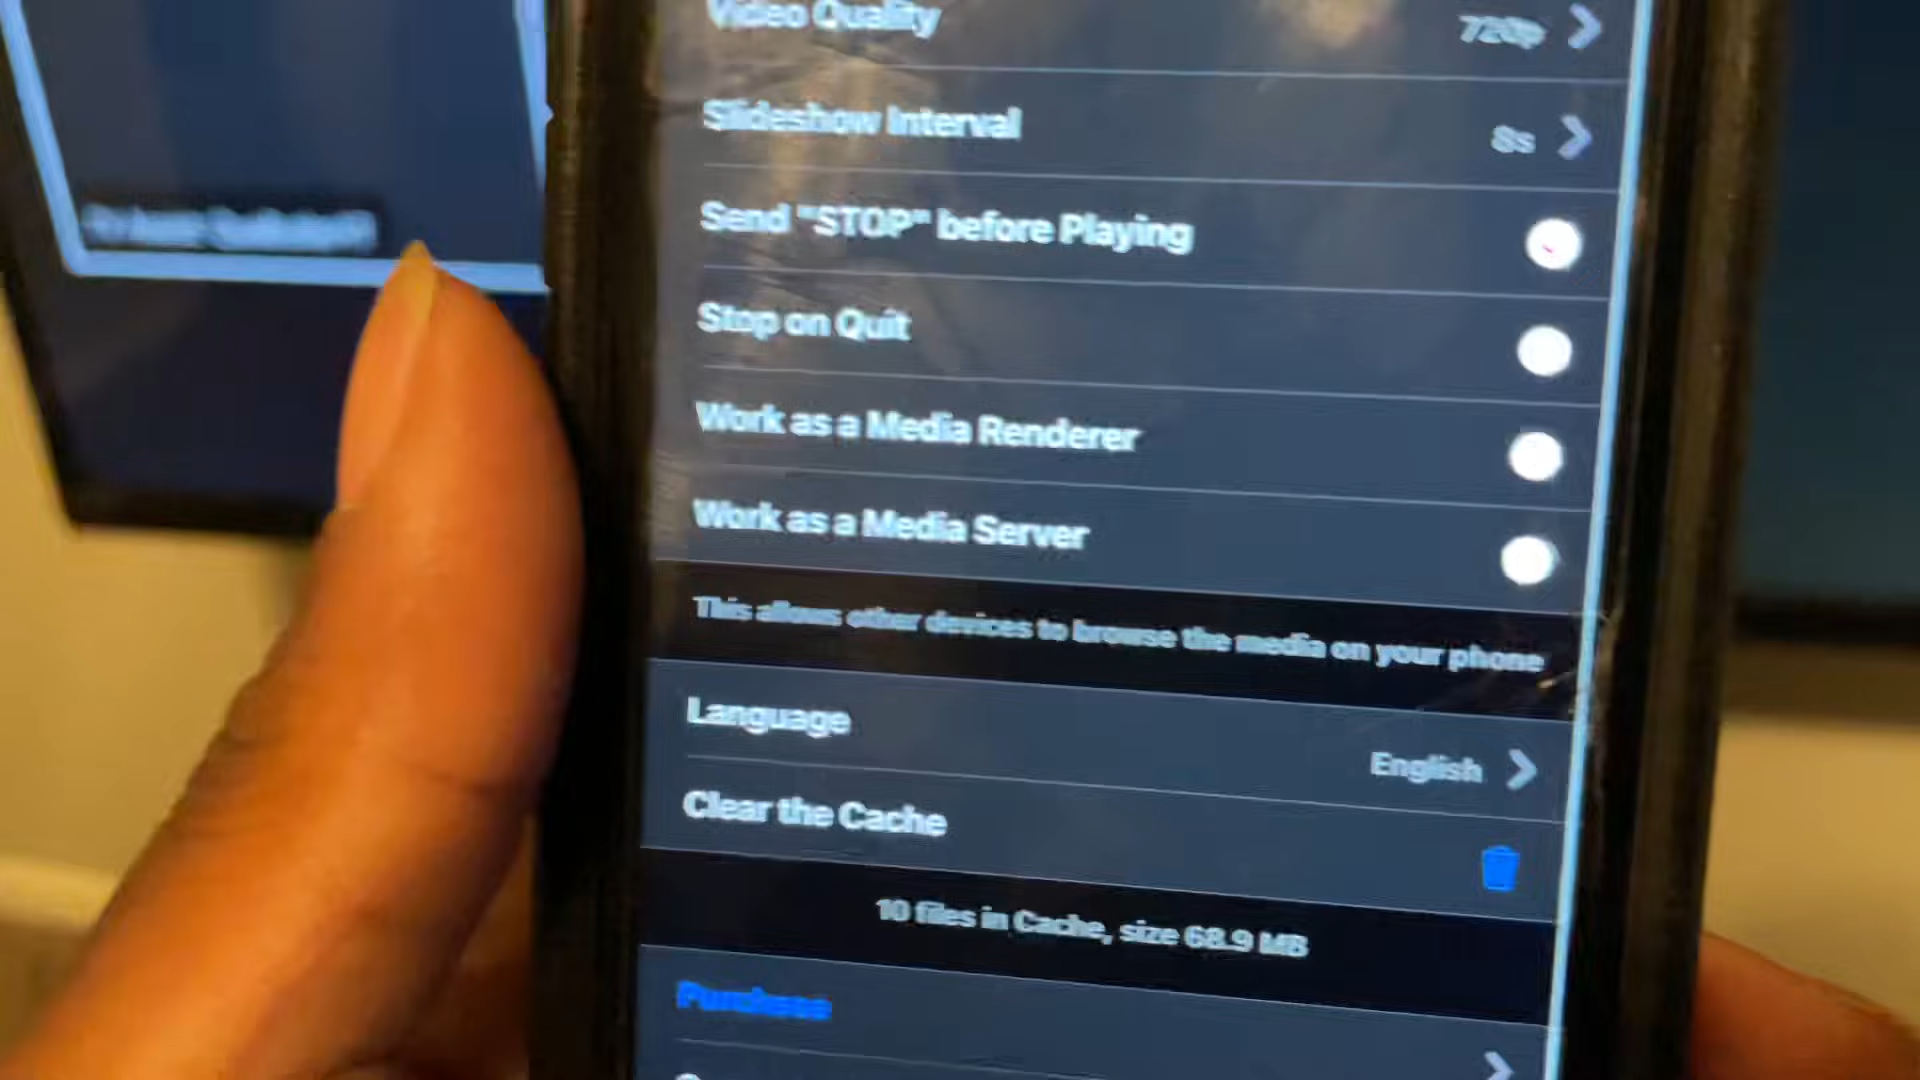 Video Quality
720p
Slideshow Interval
8s
Send "STOP" before Playing
Stop on Quit
Work as a Media Renderer
Work as a Media Server
This allows other devices to browse the media on your phone
Language
English
Clear the Cache
10 files in Cache, size 68.9 MB
Purchase